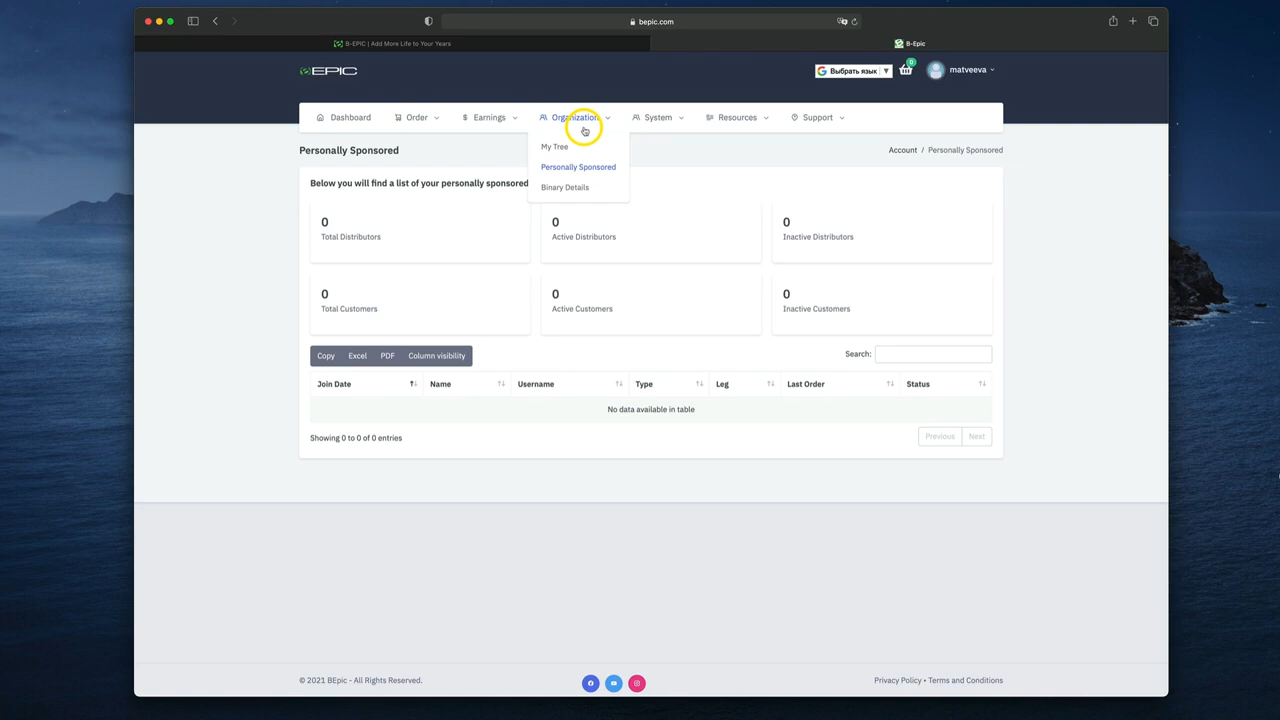 bepic.com
B-EPIC | Add More Life to Your Years
B-Epic
BEPIC
Выбрать язык ▼
0
matveeva
Dashboard
Order
Earnings
Organization
System
Resources
Support
My Tree
Personally Sponsored
Binary Details
Personally Sponsored
Account / Personally Sponsored
Below you will find a list of your personally sponsored
0
Total Distributors
0
Active Distributors
0
Inactive Distributors
0
Total Customers
0
Active Customers
0
Inactive Customers
Copy Excel PDF Column visibility
Search:
Join Date Name Username Type Leg Last Order Status
No data available in table
Showing 0 to 0 of 0 entries
Previous Next
© 2021 BEpic - All Rights Reserved.
Privacy Policy • Terms and Conditions